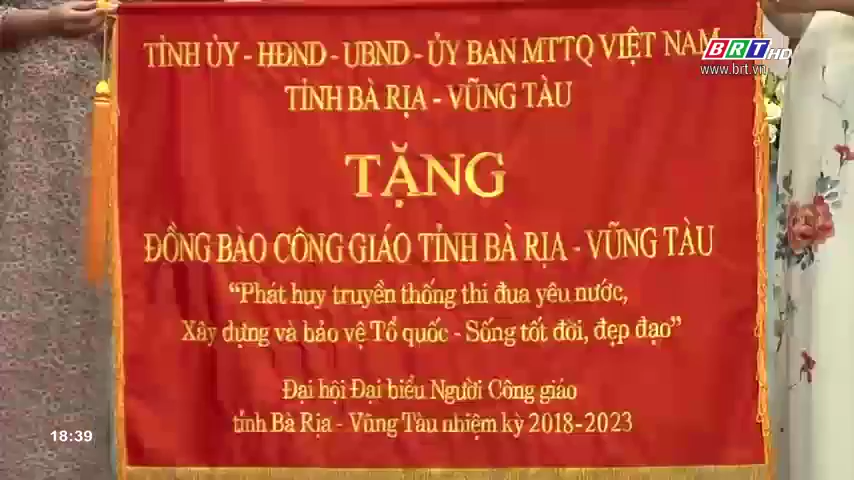 TỈNH ỦY - HĐND - UBND - ỦY BAN MTTQ VIỆT NAM
BRT HD
www.brt.vn
TỈNH BÀ RỊA - VŨNG TÀU
TẶNG
ĐỒNG BÀO CÔNG GIÁO TỈNH BÀ RỊA - VŨNG TÀU
“Phát huy truyền thống thi đua yêu nước,
Xây dựng và bảo vệ Tổ quốc - Sống tốt đời, đẹp đạo”
Đại hội Đại biểu Người Công giáo
tỉnh Bà Rịa - Vũng Tàu nhiệm kỳ 2018-2023
18:39